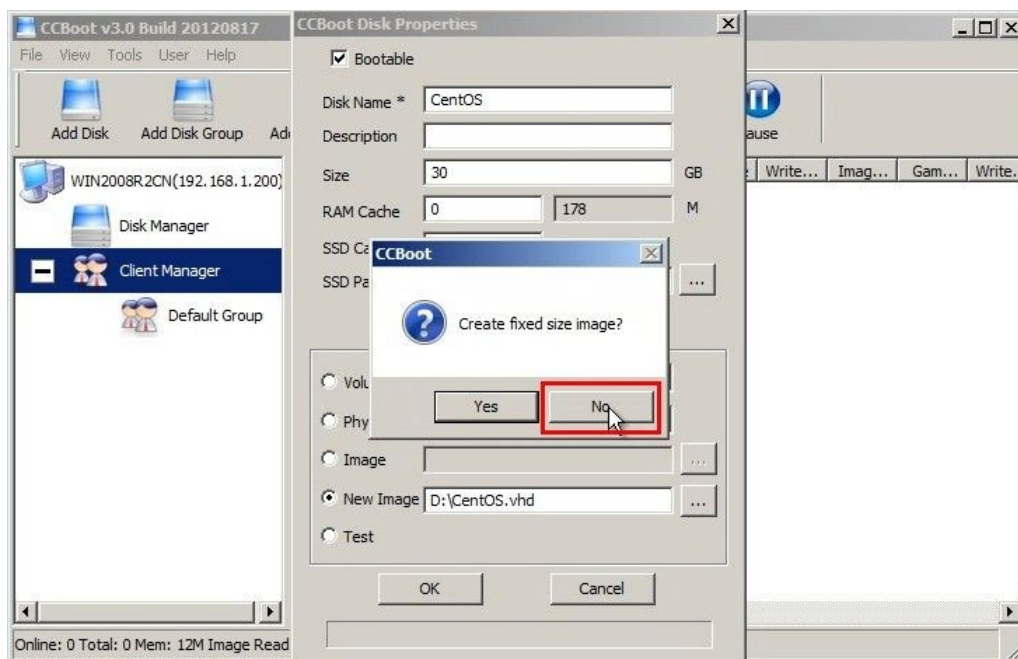 CCBoot v3.0 Build 20120817
File View Tools User Help
Add Disk
Add Disk Group
WIN2008R2CN(192.168.1.200)
Disk Manager
Client Manager
Default Group
Online: 0 Total: 0 Mem: 12M Image Read
CCBoot Disk Properties
Bootable
Disk Name * CentOS
Description
Size 30 GB
RAM Cache 0 178 M
SSD
SSD
CCBoot
Create fixed size image?
Yes No
Image
New Image D:\CentOS.vhd
Test
OK Cancel
Write... Imag... Gam... Write.